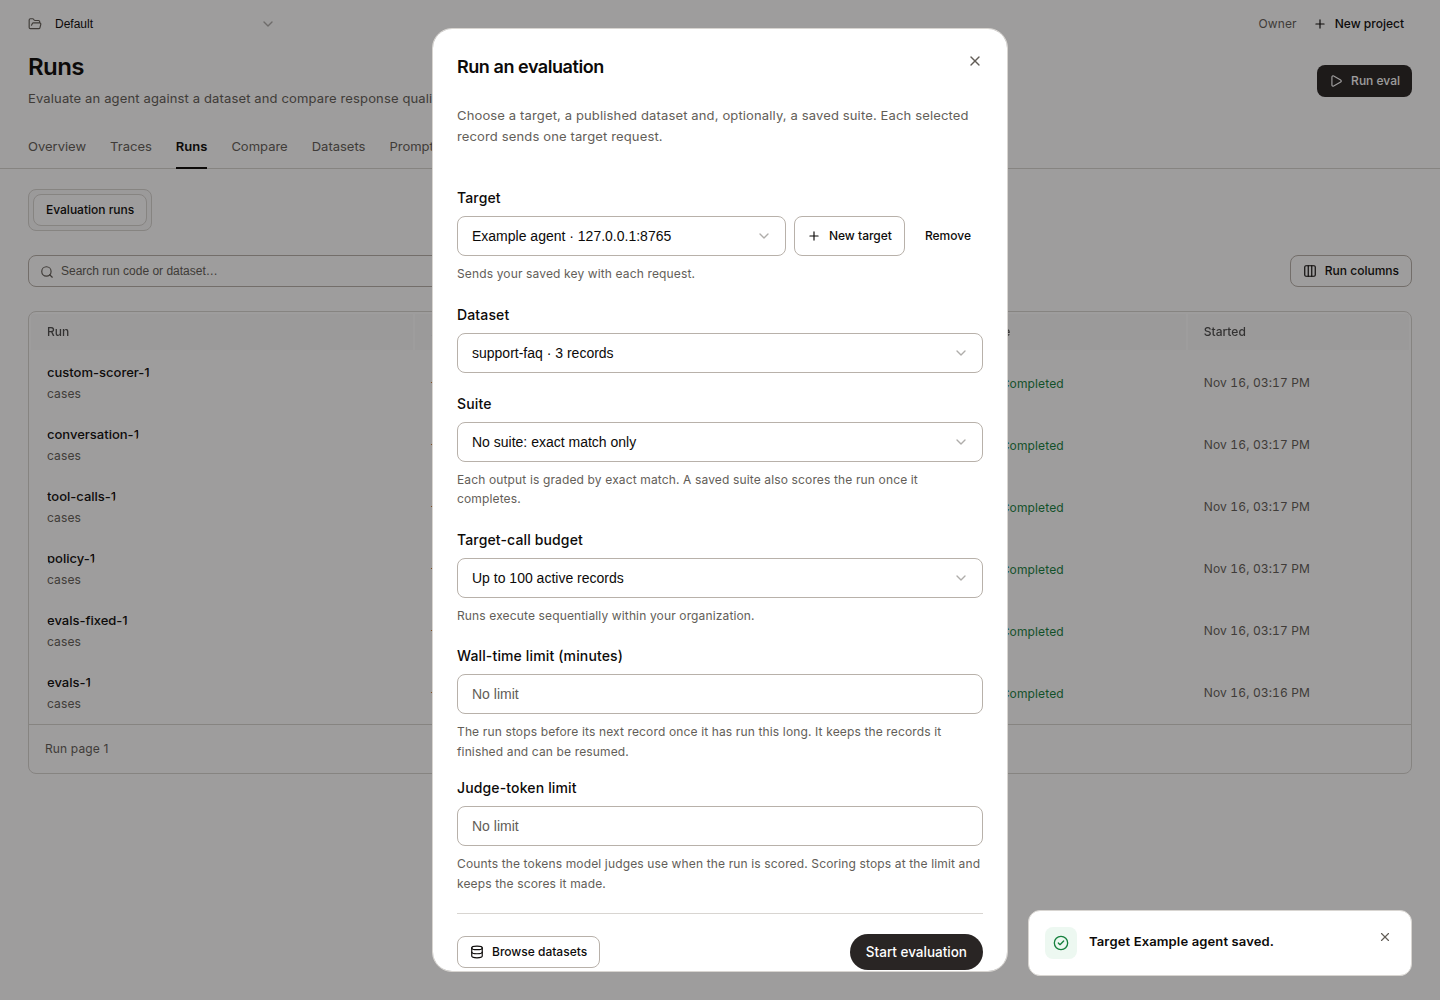 Default
Owner
New project
Runs
Evaluate an agent against a dataset and compare response
Run eval
Overview
Traces
Runs
Compare
Datasets
Evaluation runs
Search run code or dataset…
Run columns
Run
Started
custom-scorer-1
cases
Completed
Nov 16, 03:17 PM
conversation-1
cases
Completed
Nov 16, 03:17 PM
tool-calls-1
cases
Completed
Nov 16, 03:17 PM
policy-1
cases
Completed
Nov 16, 03:17 PM
evals-fixed-1
cases
Completed
Nov 16, 03:17 PM
evals-1
cases
Completed
Nov 16, 03:16 PM
Run page 1
Run an evaluation
Choose a target, a published dataset and, optionally, a saved suite. Each selected
record sends one target request.
Target
Example agent · 127.0.0.1:8765
New target
Remove
Sends your saved key with each request.
Dataset
support-faq · 3 records
Suite
No suite: exact match only
Each output is graded by exact match. A saved suite also scores the run once it
completes.
Target-call budget
Up to 100 active records
Runs execute sequentially within your organization.
Wall-time limit (minutes)
No limit
The run stops before its next record once it has run this long. It keeps the records it
finished and can be resumed.
Judge-token limit
No limit
Counts the tokens model judges use when the run is scored. Scoring stops at the limit and
keeps the scores it made.
Browse datasets
Start evaluation
Target Example agent saved.